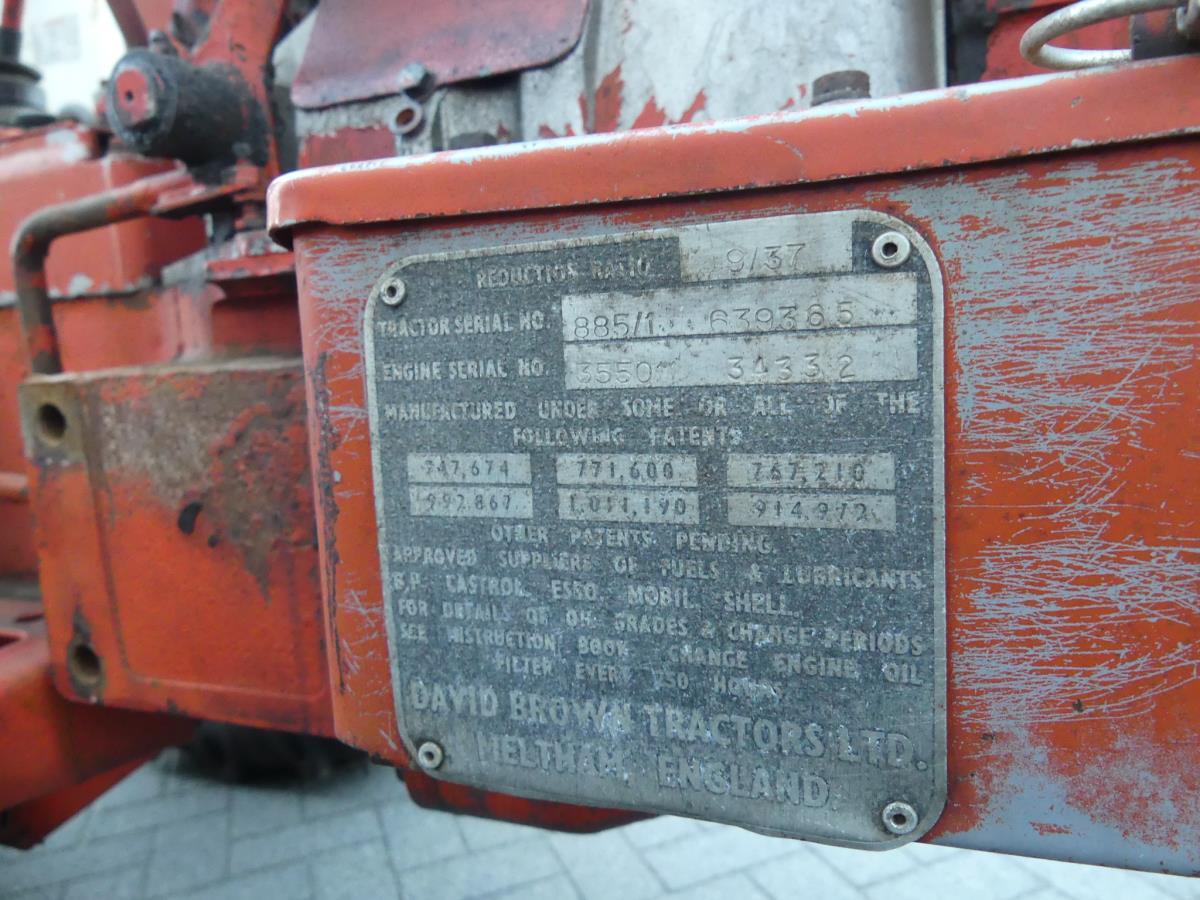 REDUCTION RATIO 9/37
TRACTOR SERIAL NO. 885/1 639365
ENGINE SERIAL NO. 3550 34332
MANUFACTURED UNDER SOME OR ALL OF THE
FOLLOWING PATENTS
747,674 771,600 767,210
992,867 1,011,190 914,972
OTHER PATENTS PENDING.
APPROVED SUPPLIERS OF FUELS & LUBRICANTS
B.P. CASTROL, ESSO, MOBIL, SHELL.
FOR DETAILS OF OIL GRADES & CHANGE PERIODS
SEE INSTRUCTION BOOK. CHANGE ENGINE OIL
FILTER EVERY 250 HOURS.
DAVID BROWN TRACTORS LTD.
MELTHAM, ENGLAND.